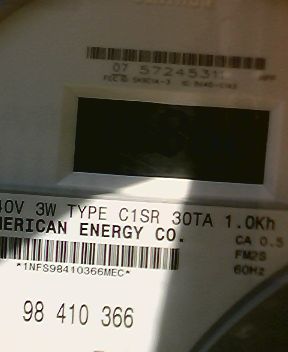 07 5724531
40V 3W TYPE C1SR 30TA 1.0Kh
MERICAN ENERGY CO.
CA 0.5
FM2S
60Hz
*1NFS98410366MEC*
98 410 366